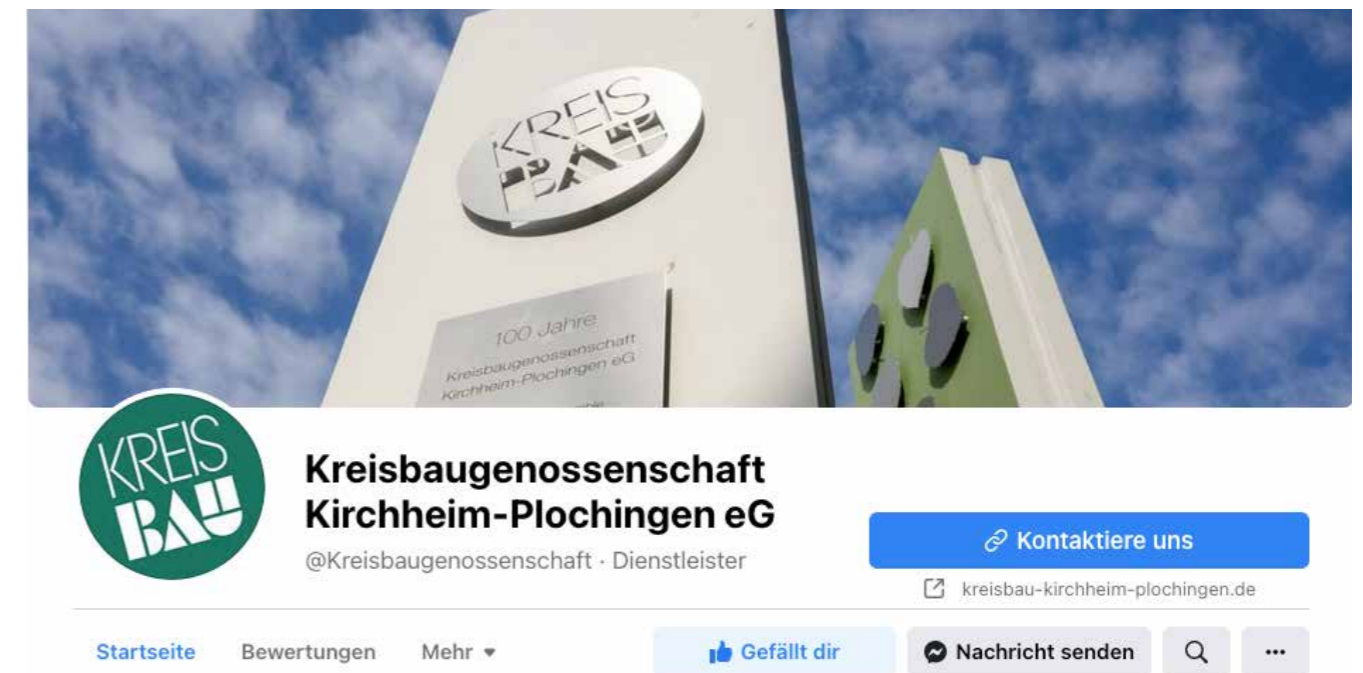 KREIS
BAU
100 Jahre
Kreisbaugenossenschaft
Kirchheim-Plochingen eG
KREIS
BAU
Kreisbaugenossenschaft
Kirchheim-Plochingen eG
@Kreisbaugenossenschaft · Dienstleister
Kontaktiere uns
kreisbau-kirchheim-plochingen.de
Startseite Bewertungen Mehr Gefällt dir Nachricht senden